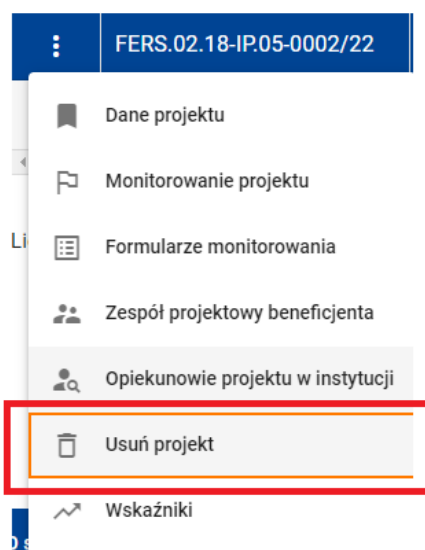 FERS.02.18-IP.05-0002/22
Dane projektu
Monitorowanie projektu
Li
Formularze monitorowania
Zespół projektowy beneficjenta
Opiekunowie projektu w instytucji
Usuń projekt
Wskaźniki